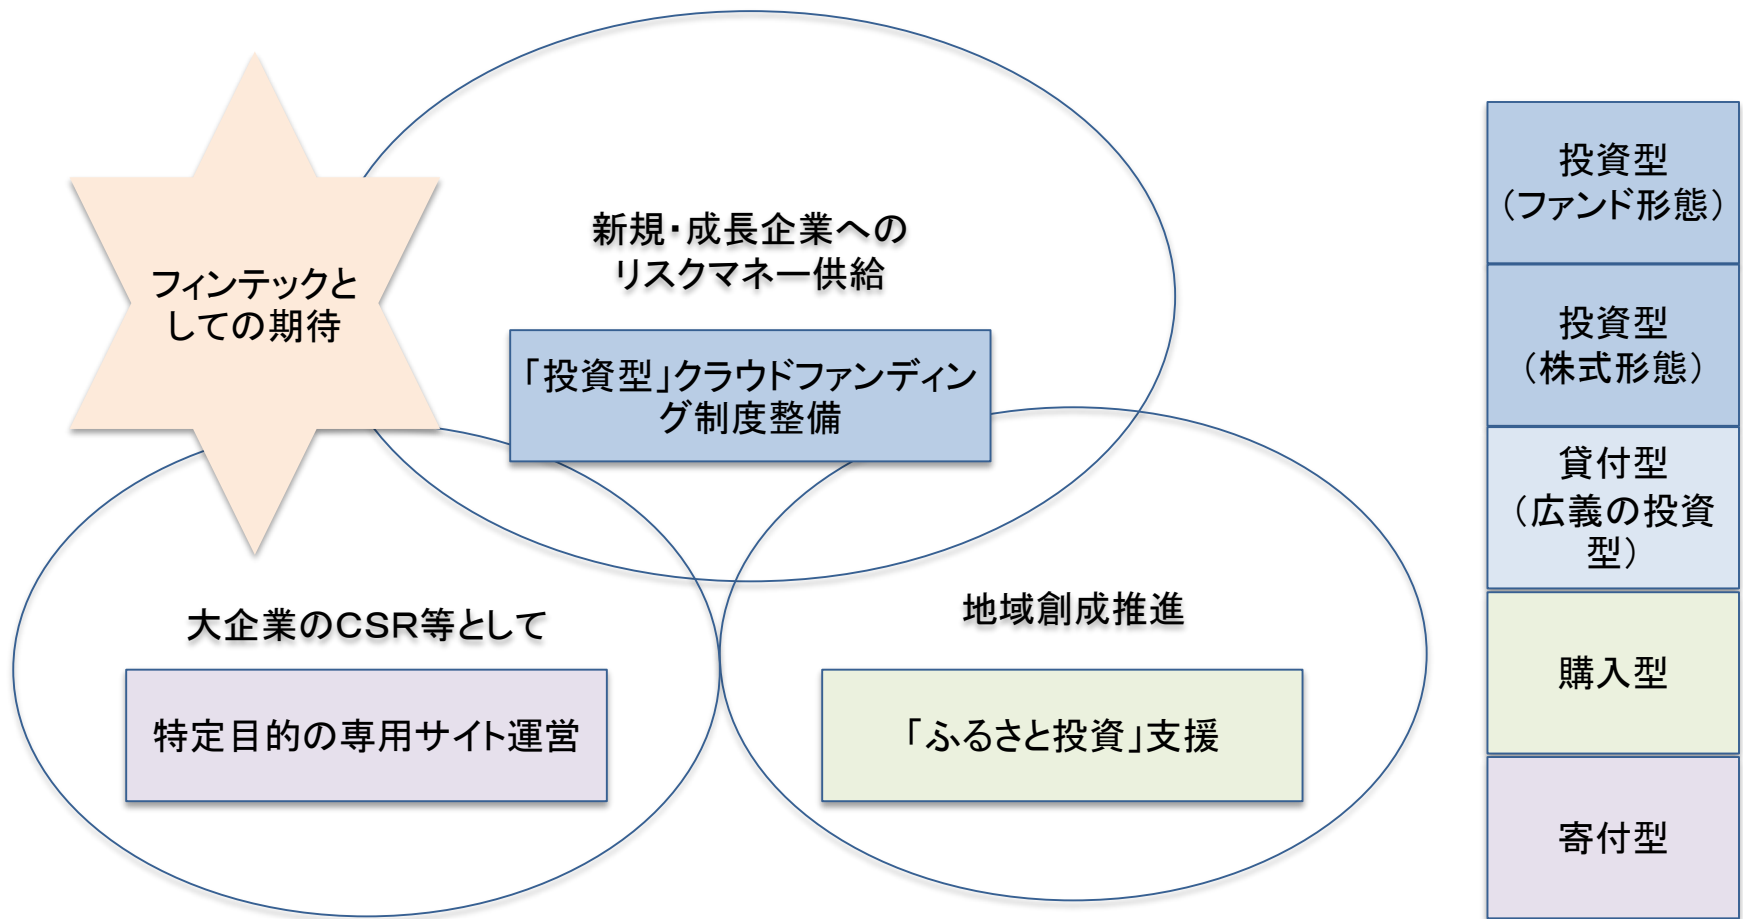 フィンテックと
しての期待
新規・成長企業への
リスクマネー供給
「投資型」クラウドファンディン
グ制度整備
大企業のCSR等として
特定目的の専用サイト運営
地域創成推進
「ふるさと投資」支援
投資型
（ファンド形態）
投資型
（株式形態）
貸付型
（広義の投資
型）
購入型
寄付型